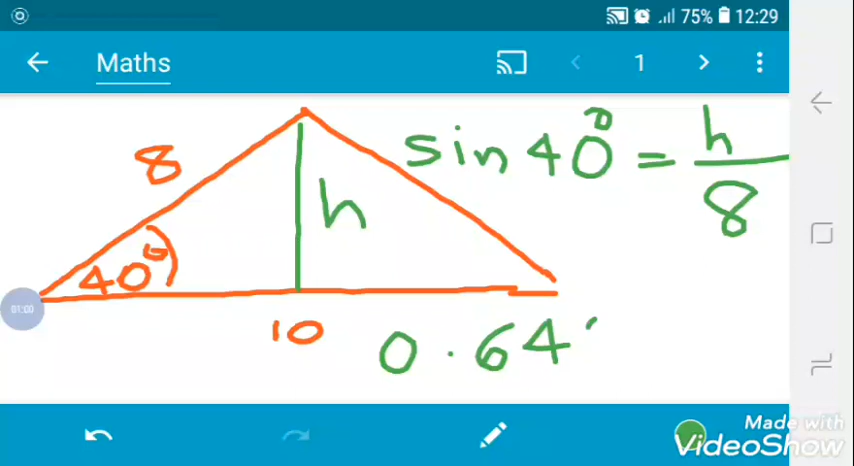 75% 12:29
Maths 1
sin 40° = h/8
8
h
40°
10
0.64
01:00
Made with
VideoShow